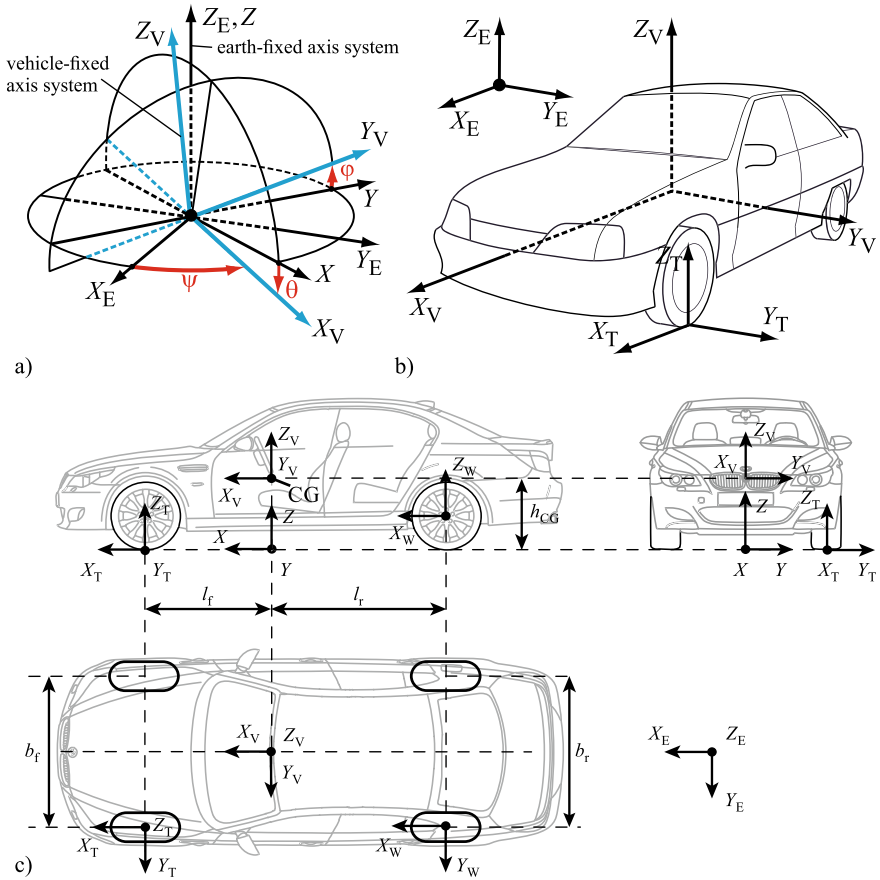 Z_E, Z
Z_V
earth-fixed axis system
vehicle-fixed
axis system
Y_V
φ
Y
Y_E
X
X_E
ψ
θ
X_V
a)
Z_E
X_E
Y_E
Z_V
Y_V
X_V
Z_T
X_T
Y_T
b)
Z_V
Y_V
X_V
CG
Z_W
X_W
h_CG
Z_T
Z
X
X_T
Y_T
Y
Z_V
X_V
Y_V
Z
Z_T
X
Y
X_T
Y_T
l_f
l_r
b_f
X_V
Z_V
Y_V
b_r
X_E
Z_E
Y_E
Z_T
X_T
Y_T
X_W
Y_W
c)